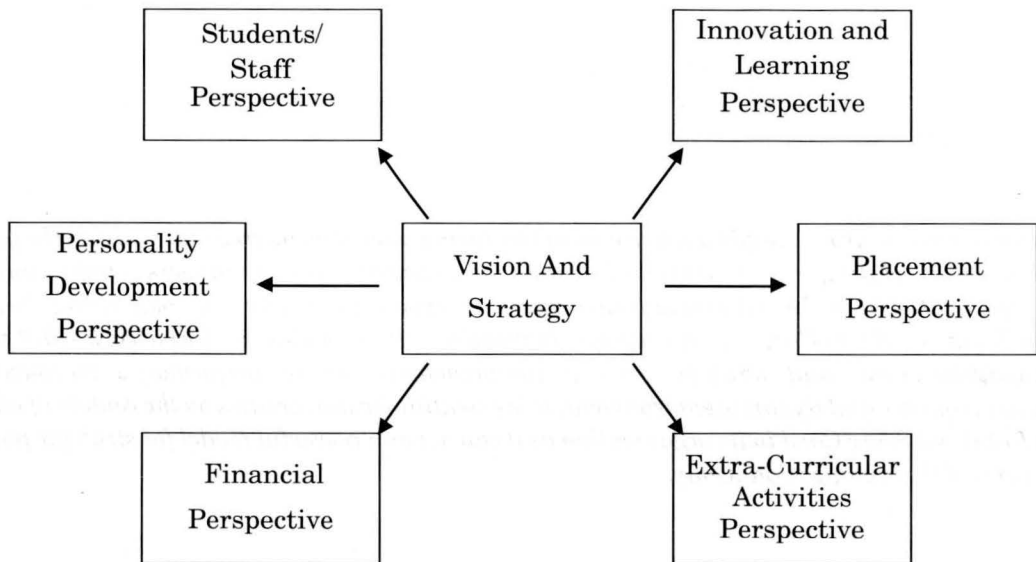 Students/
Staff
Perspective
Innovation and
Learning
Perspective
Personality
Development
Perspective
Vision And
Strategy
Placement
Perspective
Financial
Perspective
Extra-Curricular
Activities
Perspective